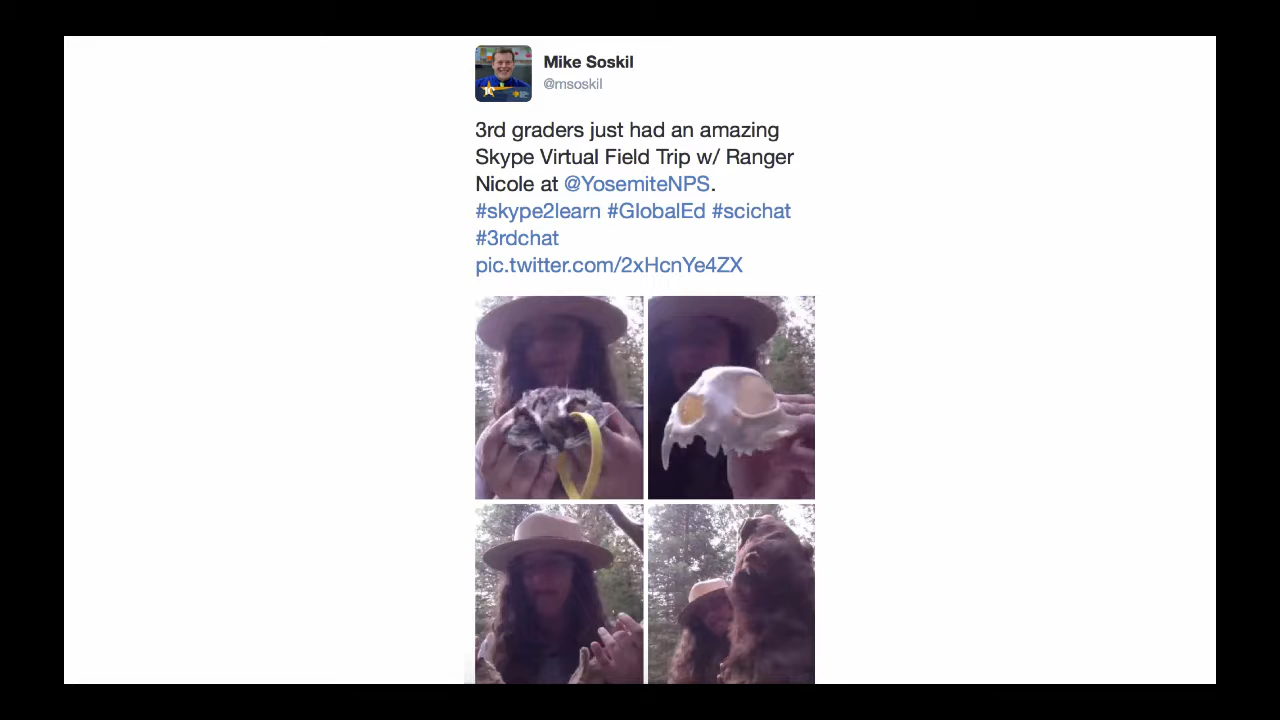 Mike Soskil
@msoskil
3rd graders just had an amazing
Skype Virtual Field Trip w/ Ranger
Nicole at @YosemiteNPS.
#skype2learn #GlobalEd #scichat
#3rdchat
pic.twitter.com/2xHcnYe4ZX